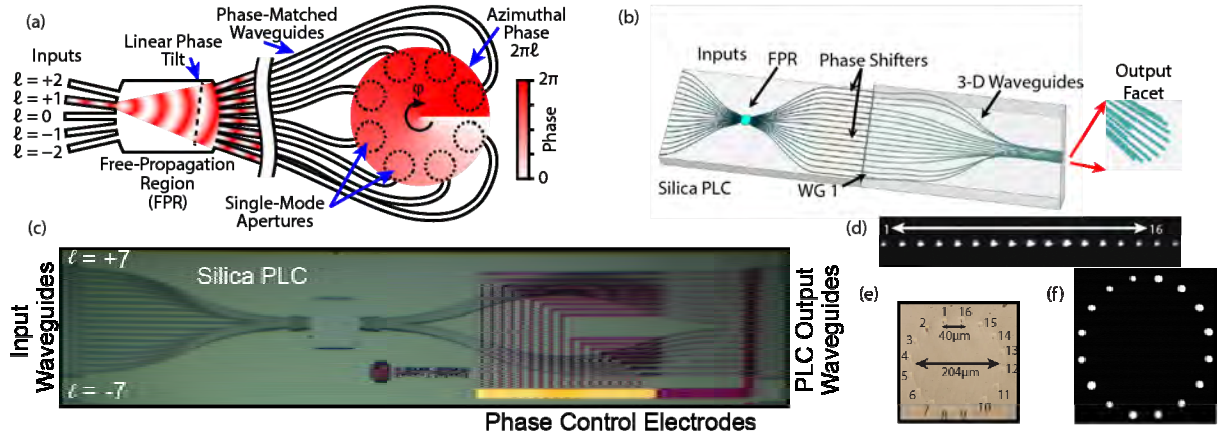 (a)
Phase-Matched
Waveguides
Azimuthal
Phase
2πℓ
Linear Phase
Tilt
Inputs
ℓ = +2
ℓ = +1
ℓ = 0
ℓ = −1
ℓ = −2
φ
2π
Phase
0
Free-Propagation
Region
(FPR)
Single-Mode
Apertures
(b)
Inputs
FPR
Phase Shifters
3-D Waveguides
Output
Facet
Silica PLC
WG 1
(c)
ℓ = +7
Silica PLC
Input
Waveguides
ℓ = -7
PLC Output
Waveguides
Phase Control Electrodes
(d)
1
16
(e)
1 16
2 15
40μm
3 14
4 13
204μm
12
5
6 11
7 8 9 10
(f)